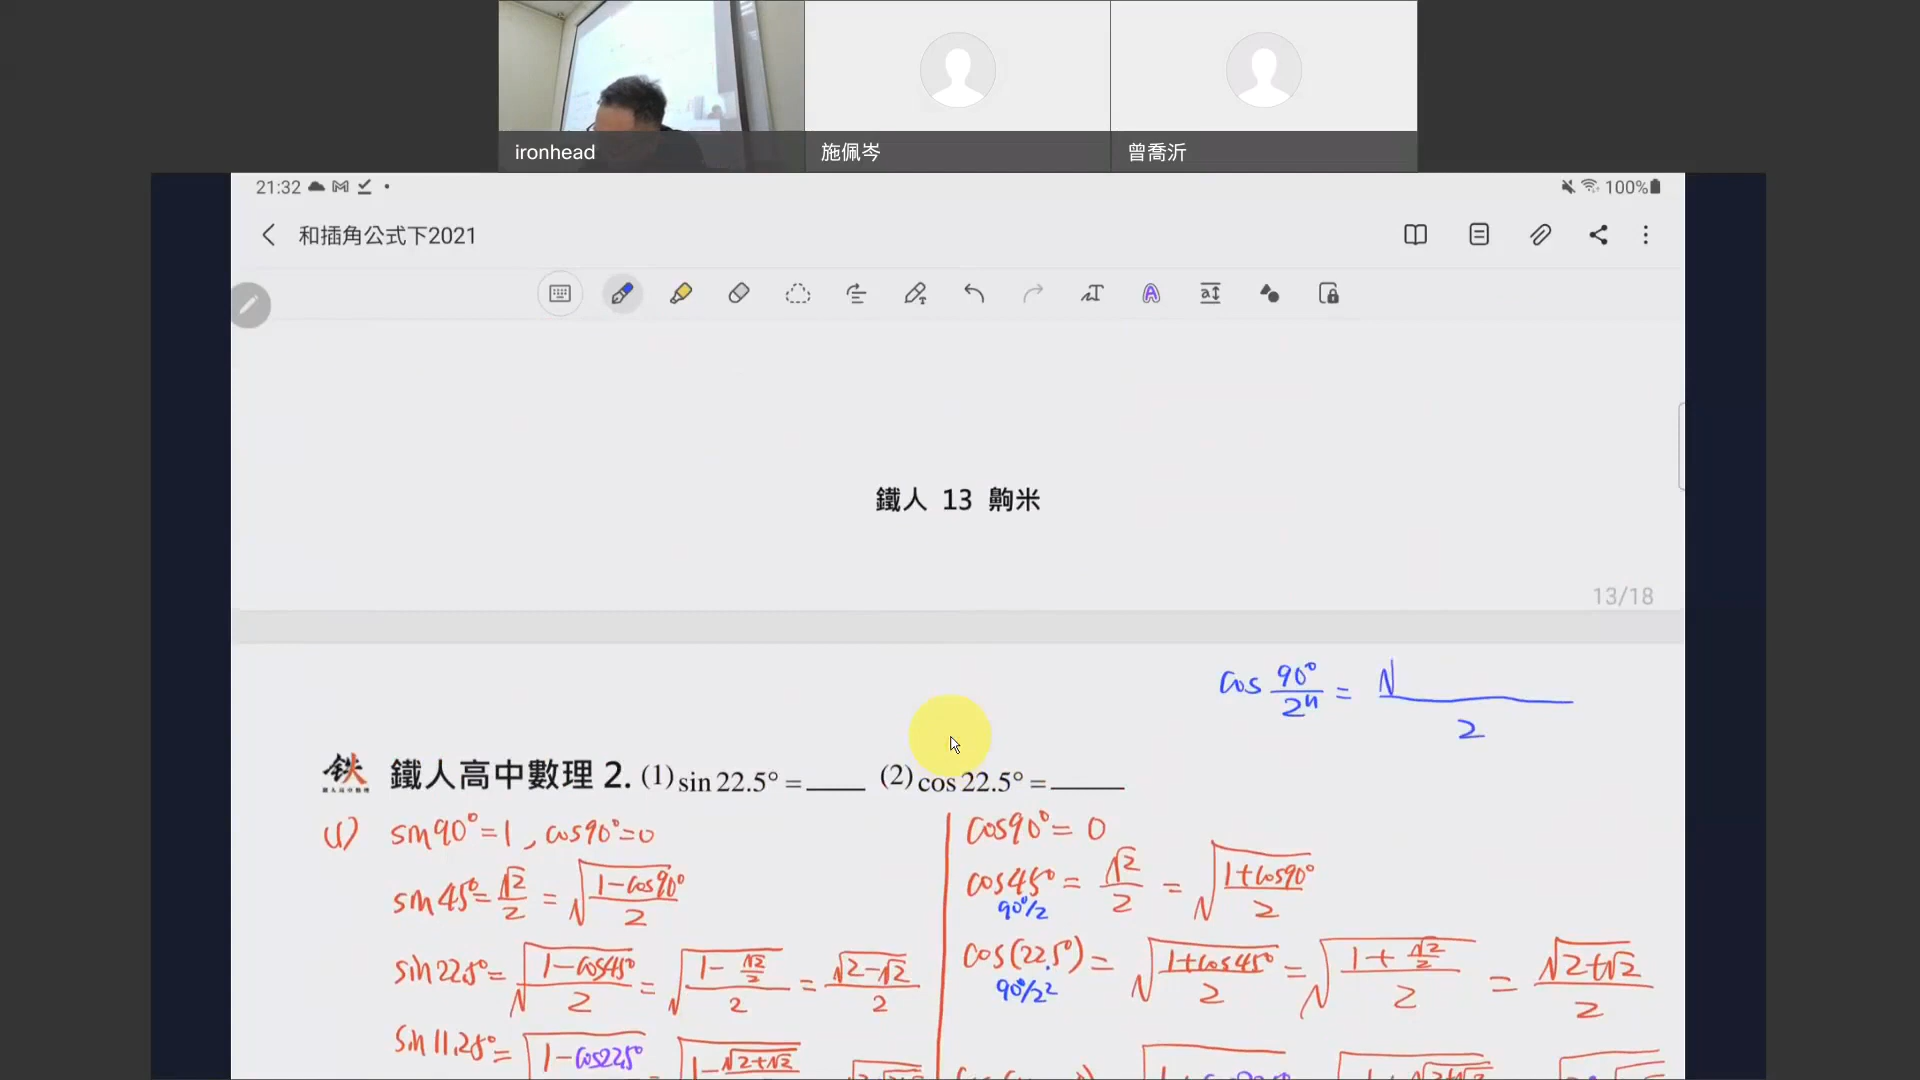 ironhead
施佩岑
曾喬沂
21:32
100%
和插角公式下2021
鐵人 13 齁米
13/18
cos 90°/2ⁿ = √ /2
鐵人高中數理 2. (1) sin 22.5° = ____ (2) cos 22.5° = ____
(1) sin90°=1, cos90°=0
sin45°= √2/2 = √((1-cos90°)/2)
sin22.5°= √((1-cos45°)/2) = √((1-√2/2)/2) = √(2-√2)/2
sin11.25°= √(1-cos22.5° = √(1-√(2+√2)/2
cos90°= 0
cos45°= √2/2 = √((1+cos90°)/2)
90°/2
cos(22.5°)= √((1+cos45°)/2) = √((1+√2/2)/2) = √(2+√2)/2
90°/2²